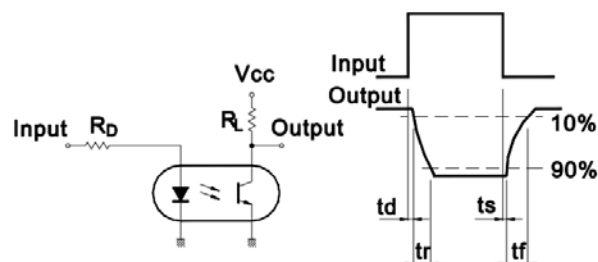 Vcc
RL
Input
RD
Output
Input
Output
10%
90%
td
ts
tr
tf